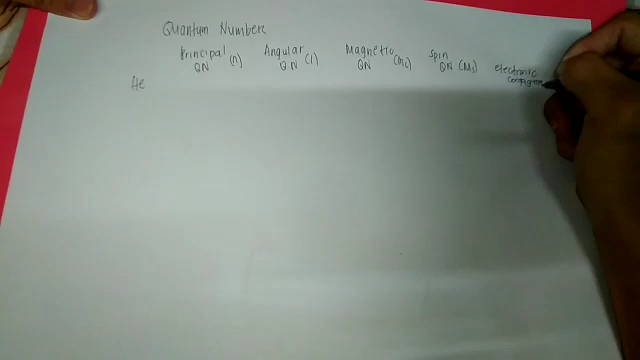 Quantum Numbers
Principal QN (n) Angular QN (l) Magnetic QN (ml) Spin QN (Ms) electronic
He